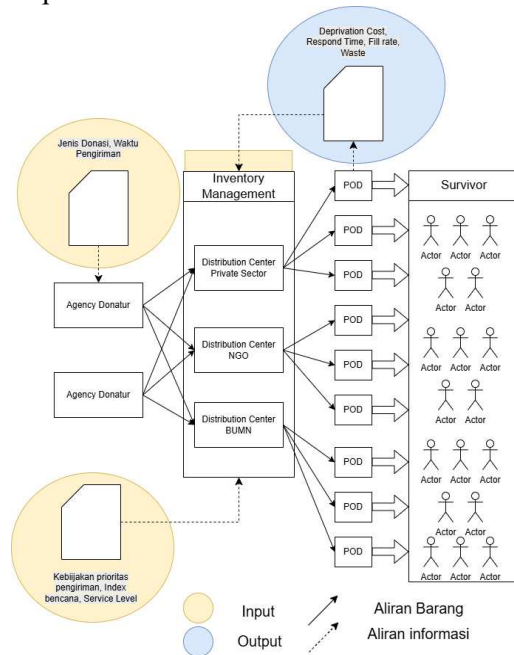 Deprivation Cost,
Respond Time, Fill rate,
Waste
Jenis Donasi, Waktu
Pengiriman
Inventory
Management
POD
Survivor
Agency Donatur
Agency Donatur
Distribution Center
Private Sector
Distribution Center
NGO
Distribution Center
BUMN
POD
POD
POD
POD
POD
POD
POD
POD
Actor Actor Actor
Actor Actor
Actor Actor Actor
Actor Actor
Actor Actor Actor
Actor Actor
Actor Actor Actor
Kebiijakan prioritas
pengiriman, Index
bencana, Service Level
Input
Aliran Barang
Output
Aliran informasi